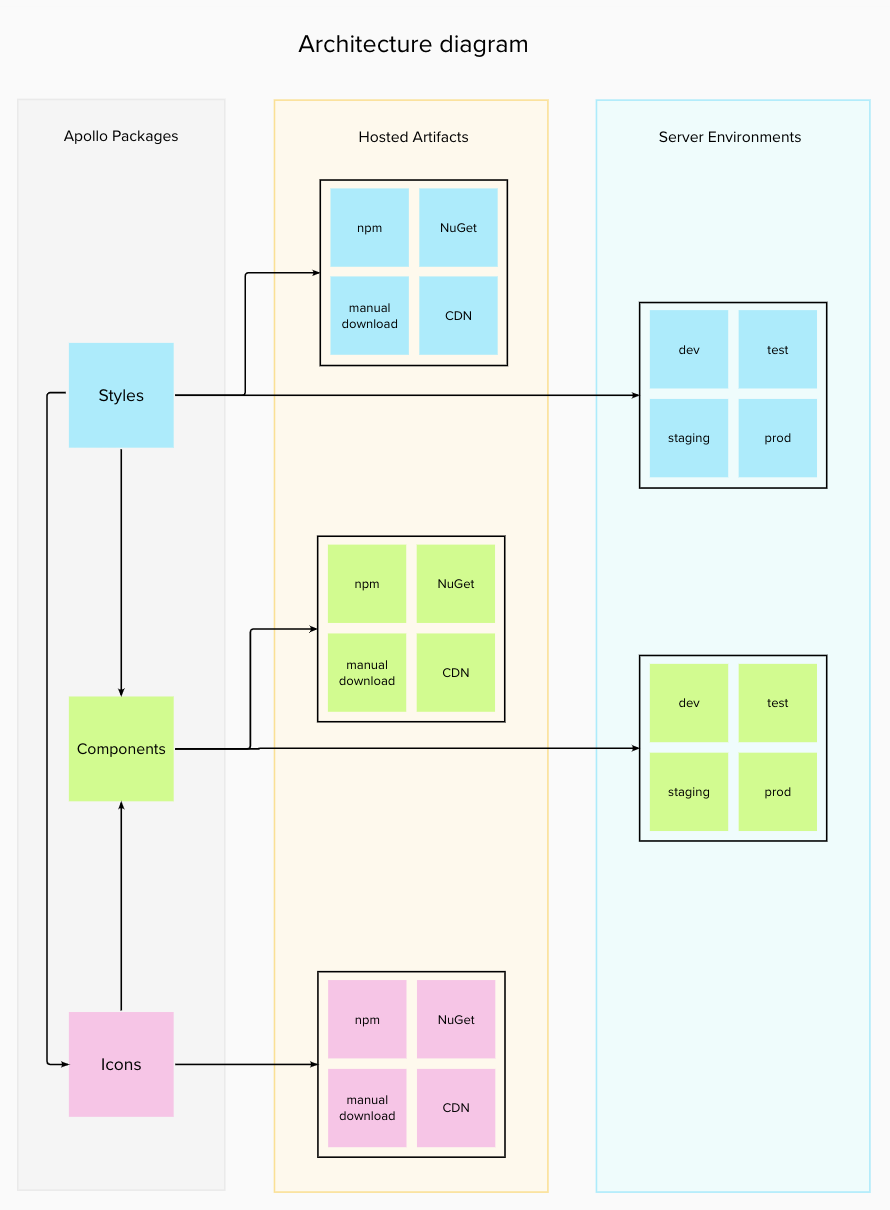 Architecture diagram
Apollo Packages
Hosted Artifacts
Server Environments
npm
NuGet
manual
download
CDN
Styles
dev
test
staging
prod
npm
NuGet
manual
download
CDN
Components
dev
test
staging
prod
npm
NuGet
Icons
manual
download
CDN